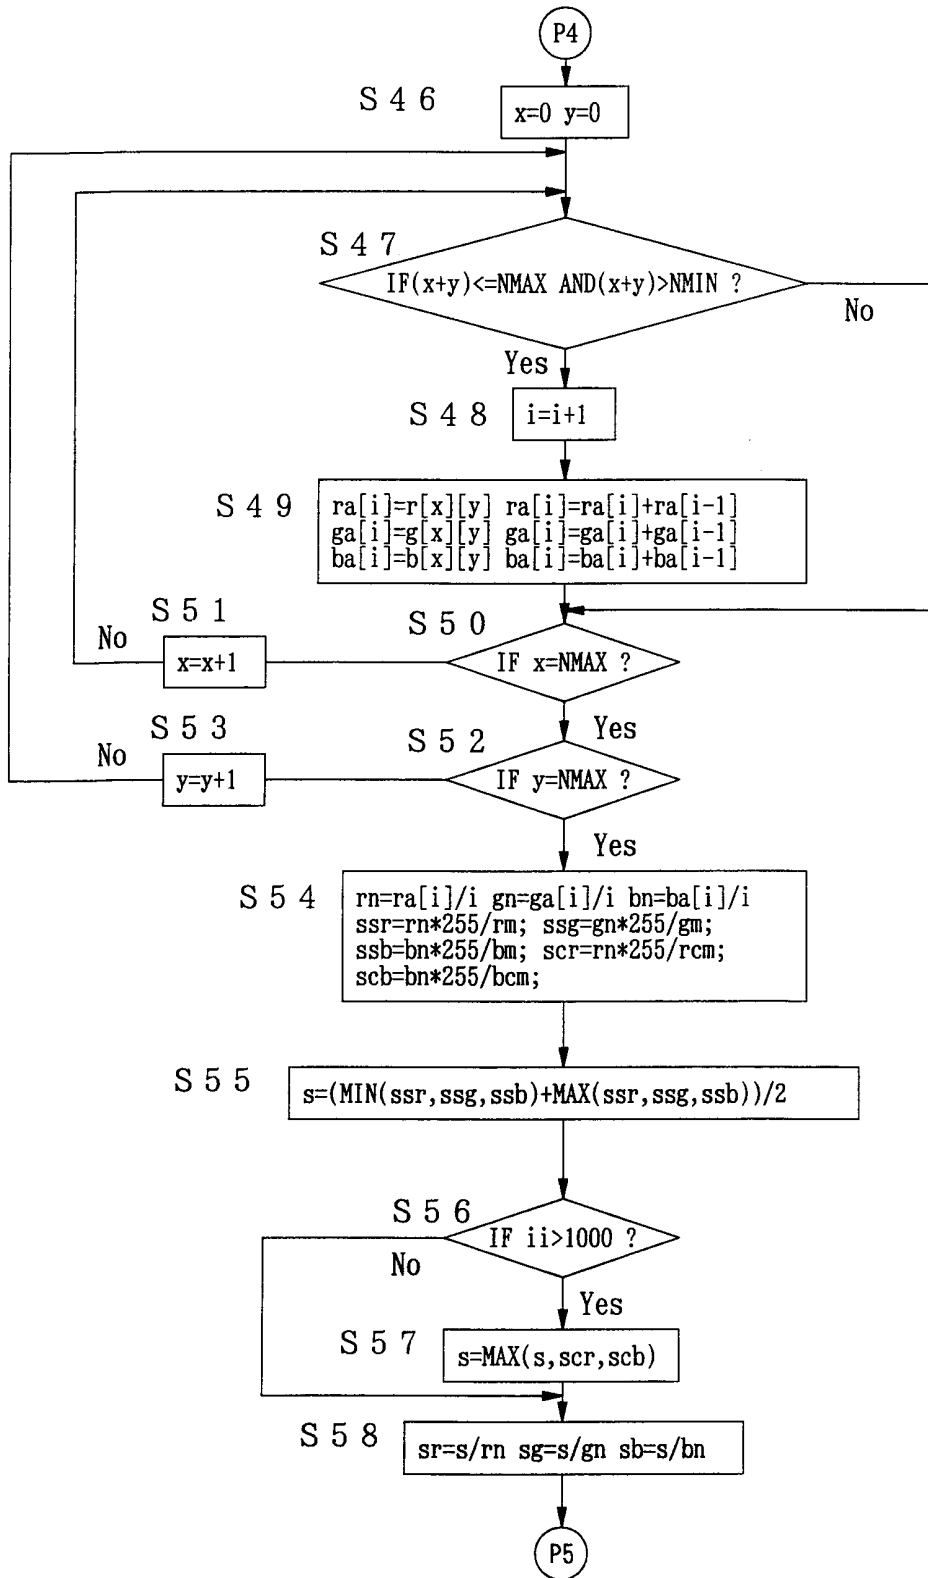 P4
S46
x=0 y=0
S47
IF(x+y)<=NMAX AND(x+y)>NMIN ?
No
Yes
S48
i=i+1
S49
ra[i]=r[x][y] ra[i]=ra[i]+ra[i-1]
ga[i]=g[x][y] ga[i]=ga[i]+ga[i-1]
ba[i]=b[x][y] ba[i]=ba[i]+ba[i-1]
S51
S50
No
x=x+1
IF x=NMAX ?
Yes
S53
S52
No
y=y+1
IF y=NMAX ?
Yes
S54
rn=ra[i]/i gn=ga[i]/i bn=ba[i]/i
ssr=rn*255/rm; ssg=gn*255/gm;
ssb=bn*255/bm; scr=rn*255/rcm;
scb=bn*255/bcm;
S55
s=(MIN(ssr,ssg,ssb)+MAX(ssr,ssg,ssb))/2
S56
IF ii>1000 ?
No
Yes
S57
s=MAX(s,scr,scb)
S58
sr=s/rn sg=s/gn sb=s/bn
P5